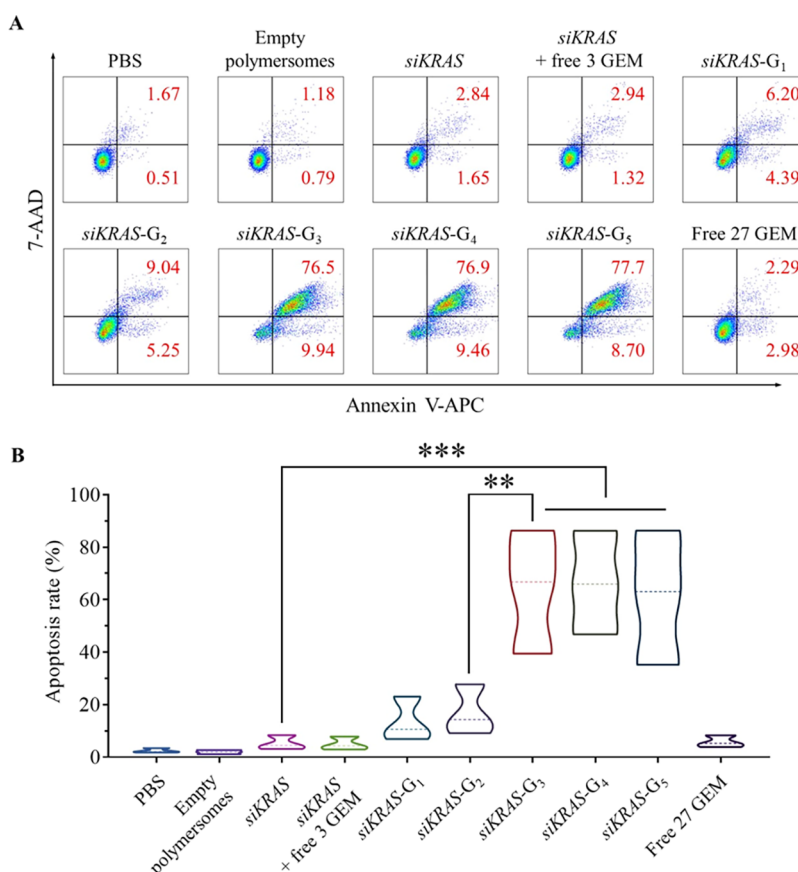 A
PBS
Empty
polymersomes
siKRAS
siKRAS
+ free 3 GEM
siKRAS-G₁
1.67
0.51
1.18
0.79
2.84
1.65
2.94
1.32
6.20
4.39
7-AAD
siKRAS-G₂
siKRAS-G₃
siKRAS-G₄
siKRAS-G₅
Free 27 GEM
9.04
5.25
76.5
9.94
76.9
9.46
77.7
8.70
2.29
2.98
Annexin V-APC
B
***
**
Apoptosis rate (%)
100
80
60
40
20
0
PBS
Empty
polymersomes
siKRAS
siKRAS
+ free 3 GEM
siKRAS-G₁
siKRAS-G₂
siKRAS-G₃
siKRAS-G₄
siKRAS-G₅
Free 27 GEM